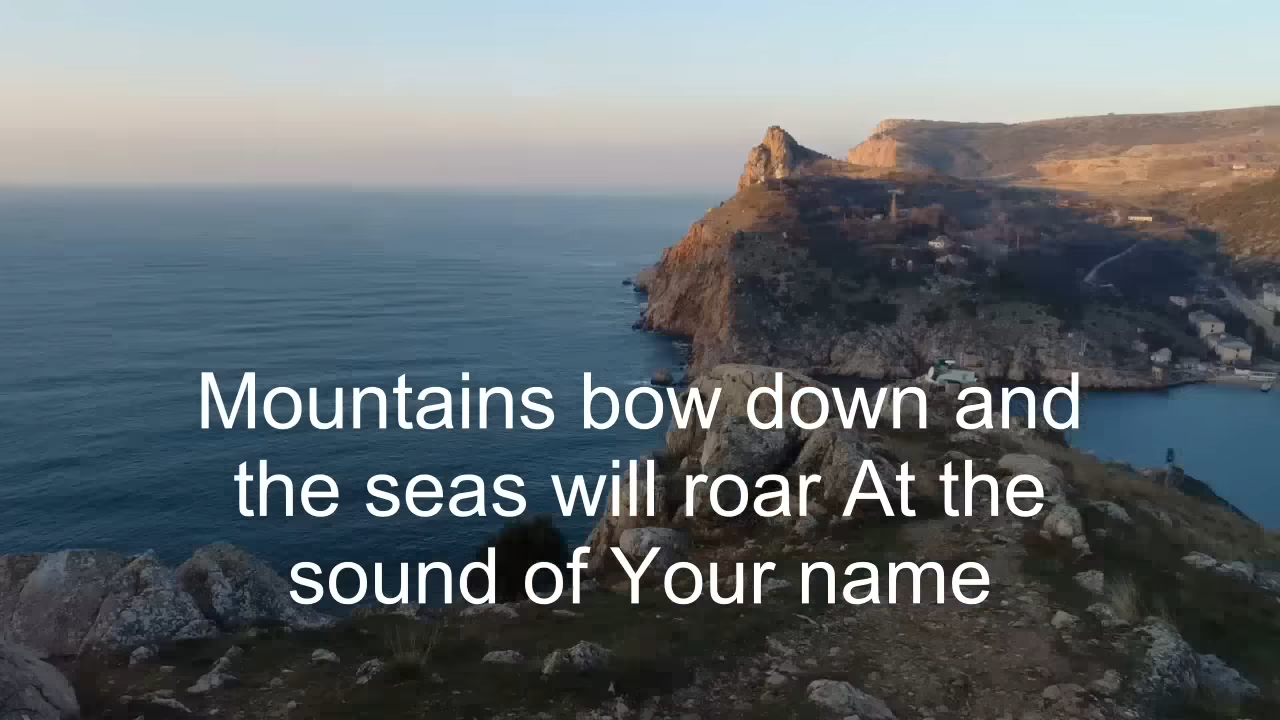 Mountains bow down and
the seas will roar At the
sound of Your name